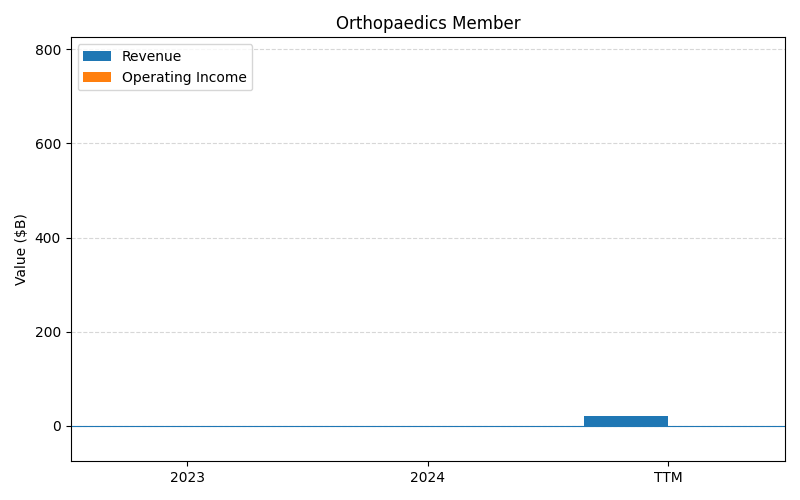 Orthopaedics Member
Revenue
Operating Income
Value ($B)
800
600
400
200
0
2023
2024
TTM